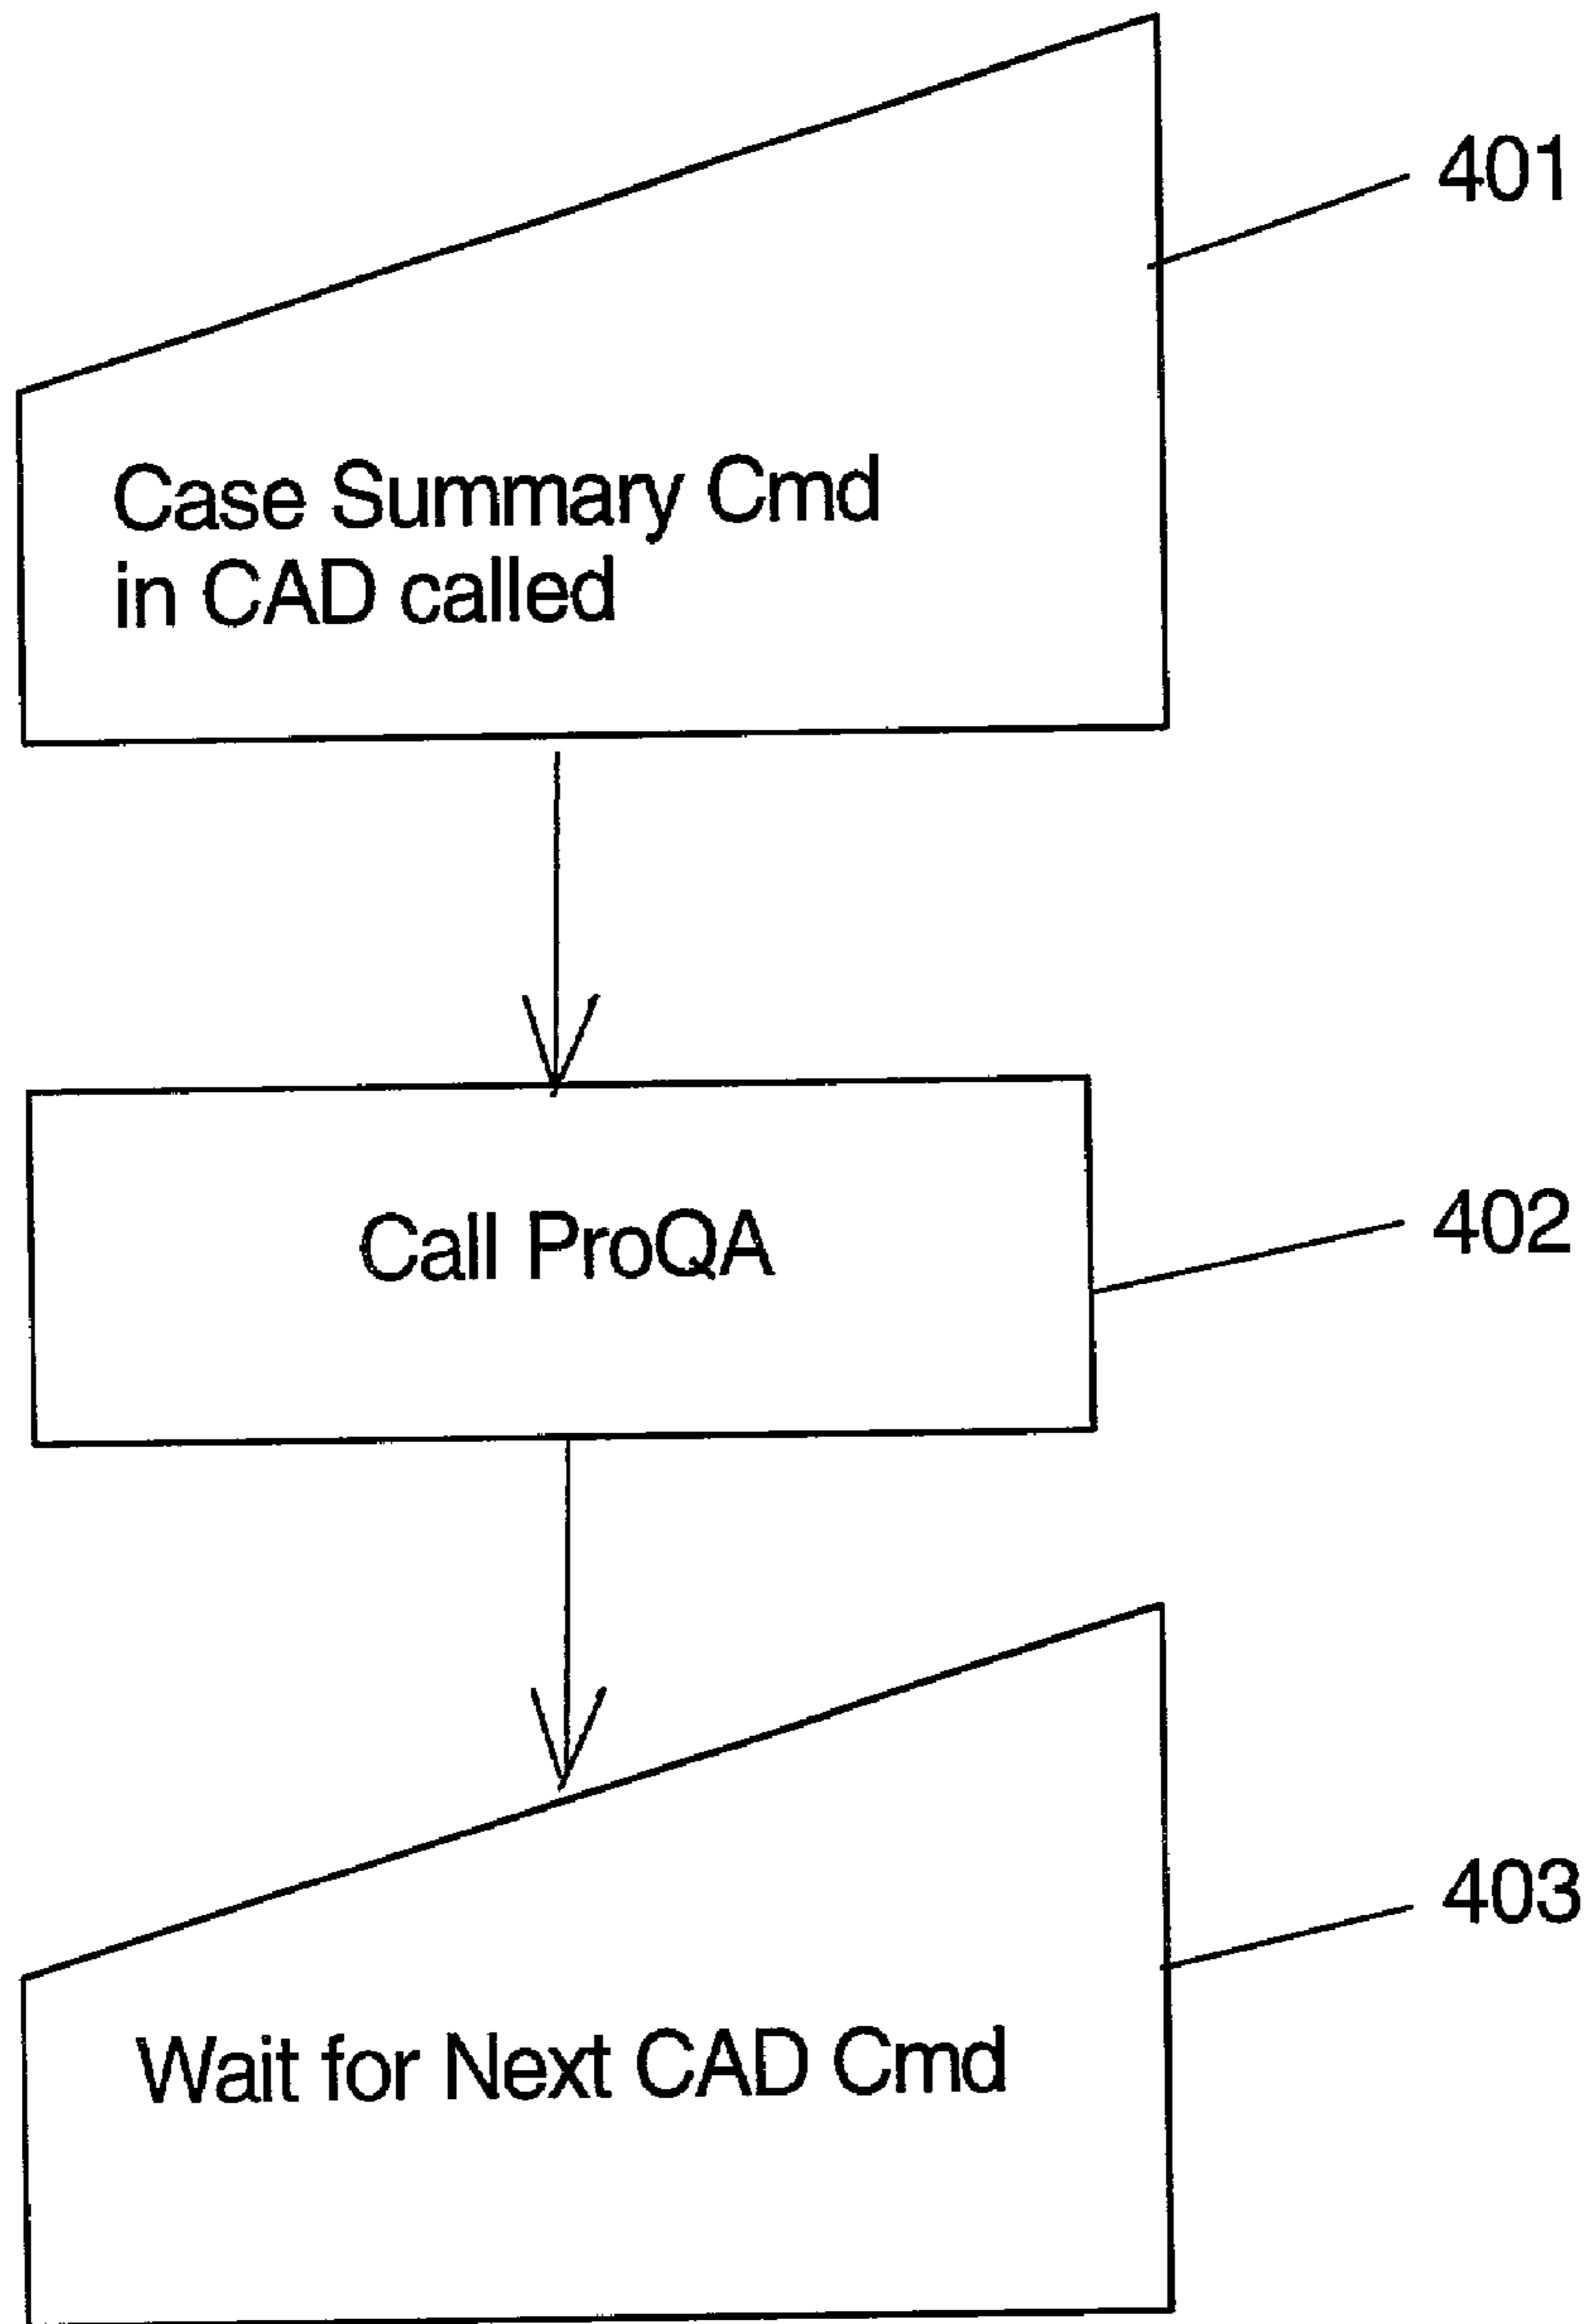 401
Case Summary Cmd
in CAD called
Call ProQA
402
403
Wait for Next CAD Cmd